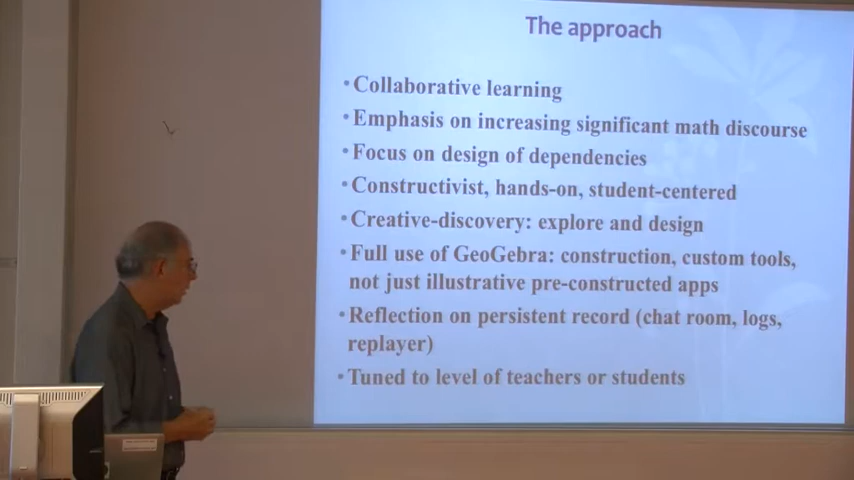 The approach
•Collaborative learning
•Emphasis on increasing significant math discourse
•Focus on design of dependencies
•Constructivist, hands-on, student-centered
•Creative-discovery: explore and design
•Full use of GeoGebra: construction, custom tools,
not just illustrative pre-constructed apps
•Reflection on persistent record (chat room, logs,
replayer)
•Tuned to level of teachers or students